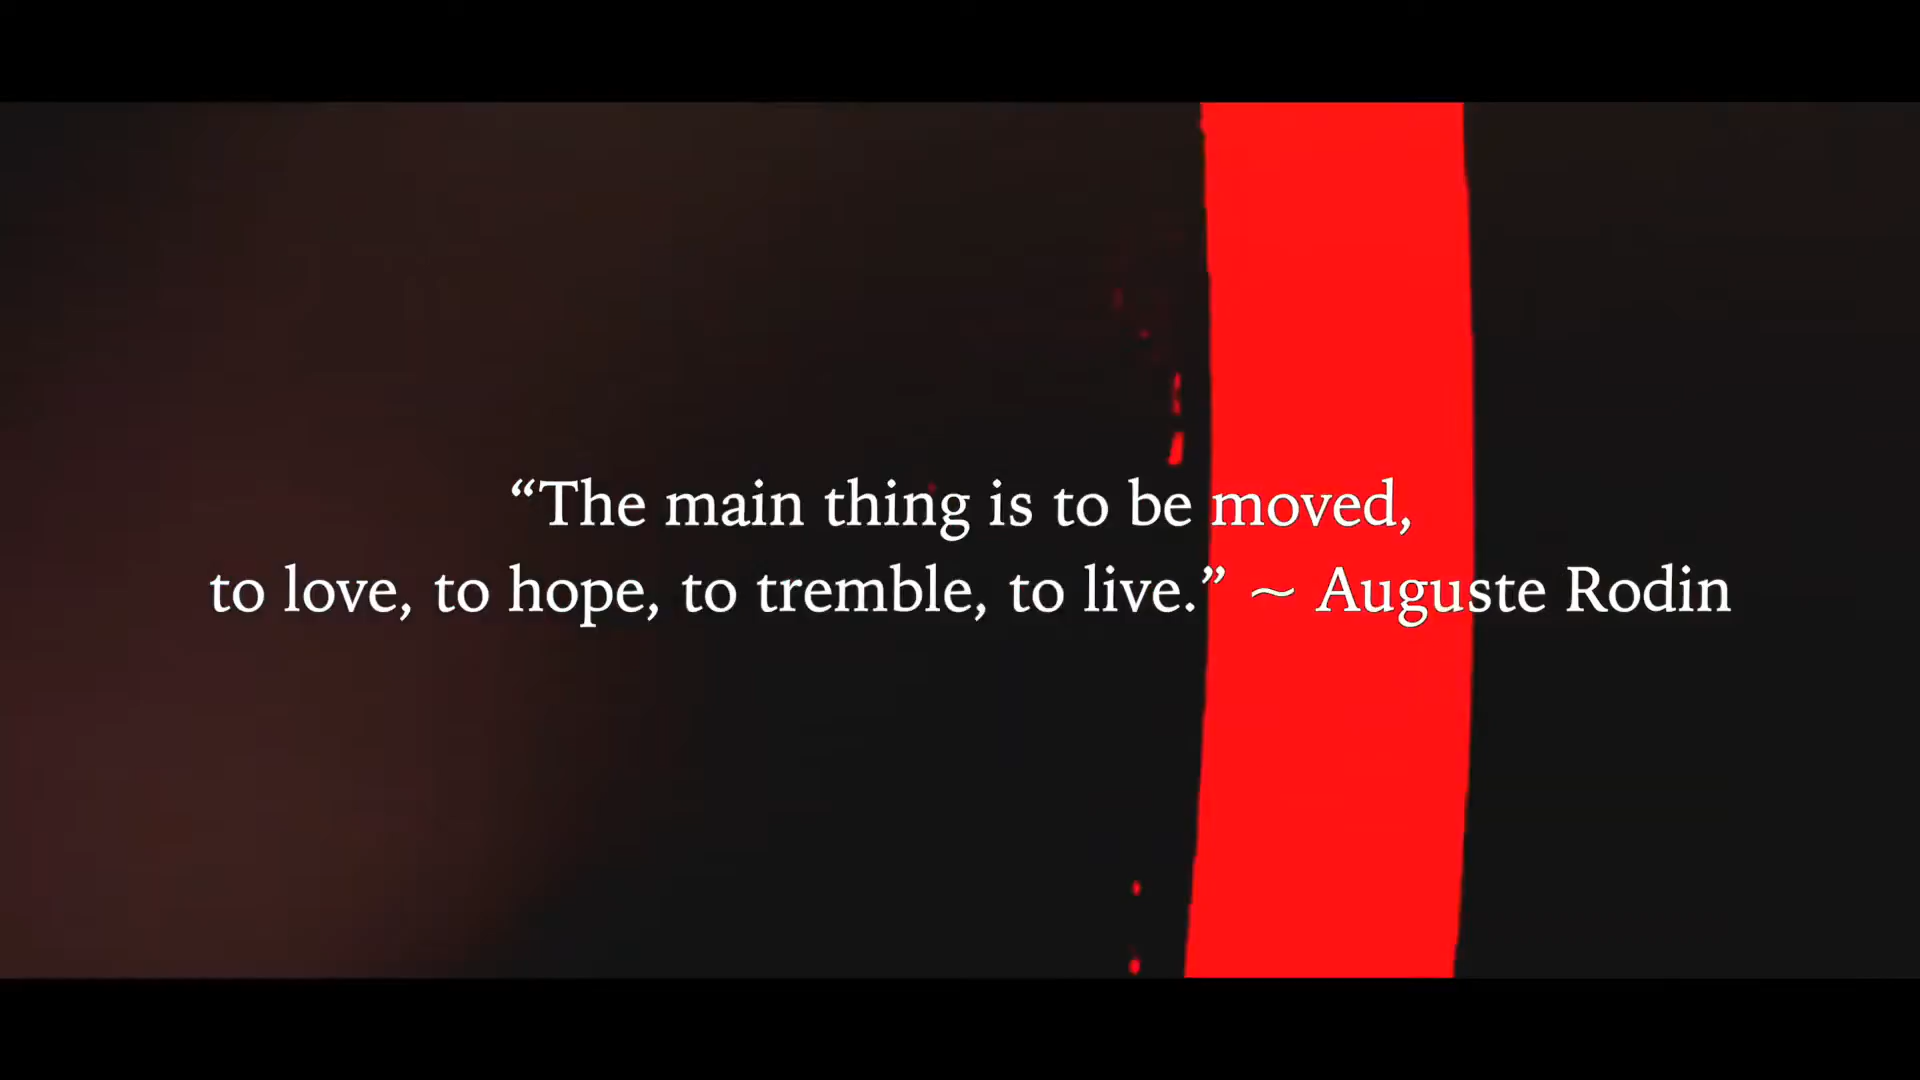 “The main thing is to be moved,
to love, to hope, to tremble, to live.” ~ Auguste Rodin